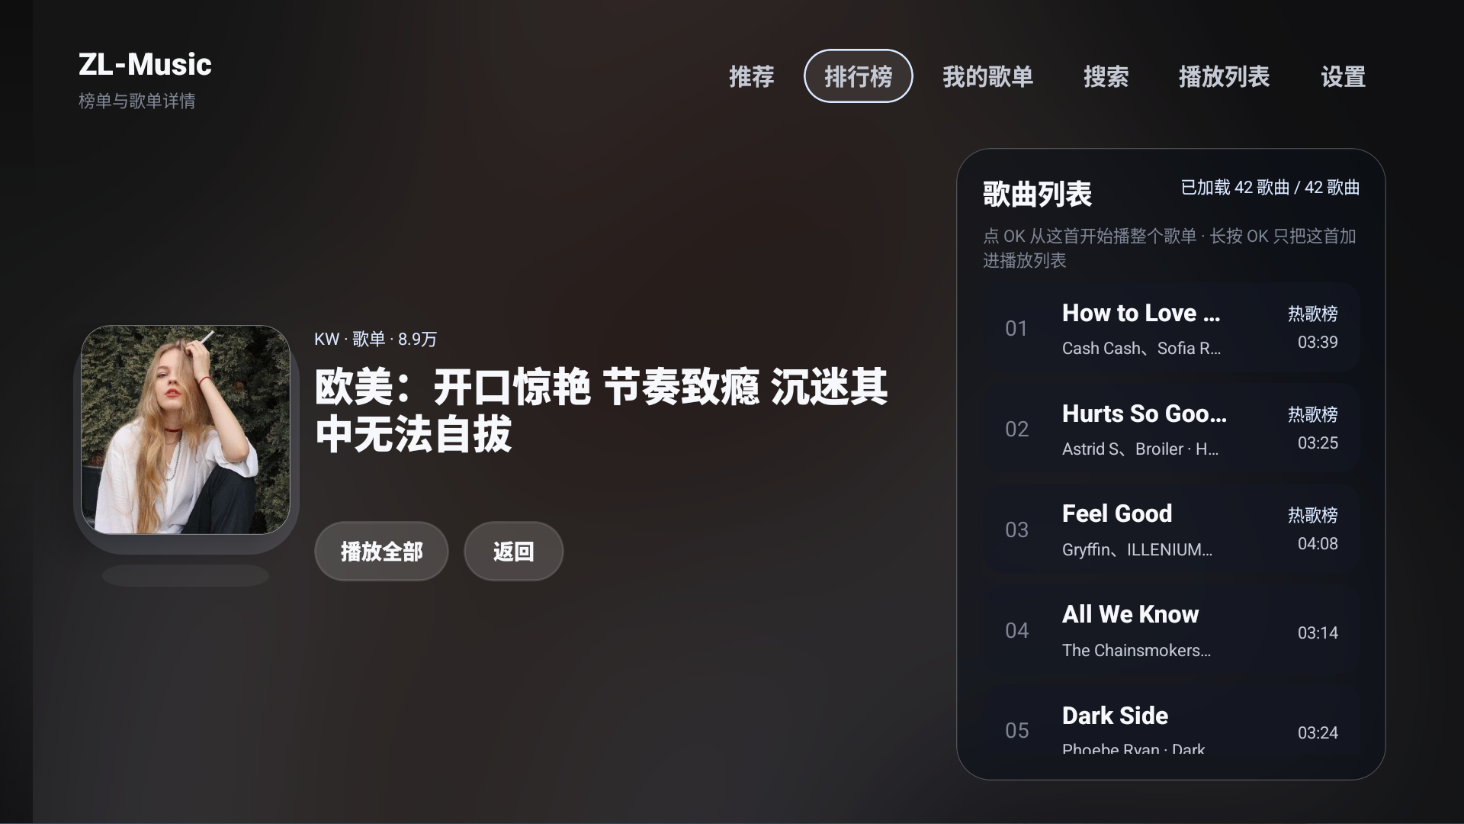 ZL-Music
榜单与歌单详情
推荐
排行榜
我的歌单
搜索
播放列表
设置
KW · 歌单 · 8.9万
欧美：开口惊艳 节奏致瘾 沉迷其
中无法自拔
播放全部
返回
歌曲列表
已加载 42 歌曲 / 42 歌曲
点 OK 从这首开始播整个歌单 · 长按 OK 只把这首加
进播放列表
01
How to Love ...
热歌榜
Cash Cash、Sofia R...
03:39
02
Hurts So Goo...
热歌榜
Astrid S、Broiler · H...
03:25
03
Feel Good
热歌榜
Gryffin、ILLENIUM...
04:08
04
All We Know
The Chainsmokers...
03:14
05
Dark Side
Phoebe Ryan · Dark
03:24